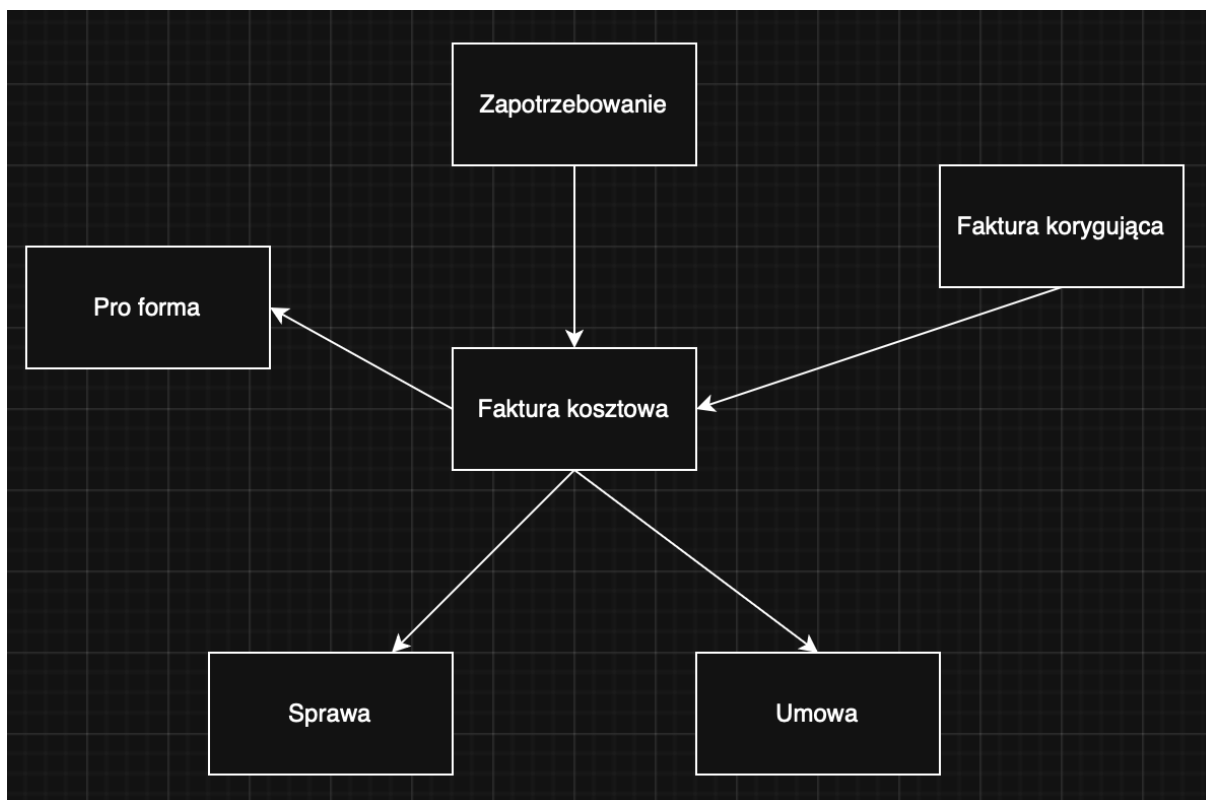 Zapotrzebowanie
Faktura korygująca
Pro forma
Faktura kosztowa
Sprawa
Umowa